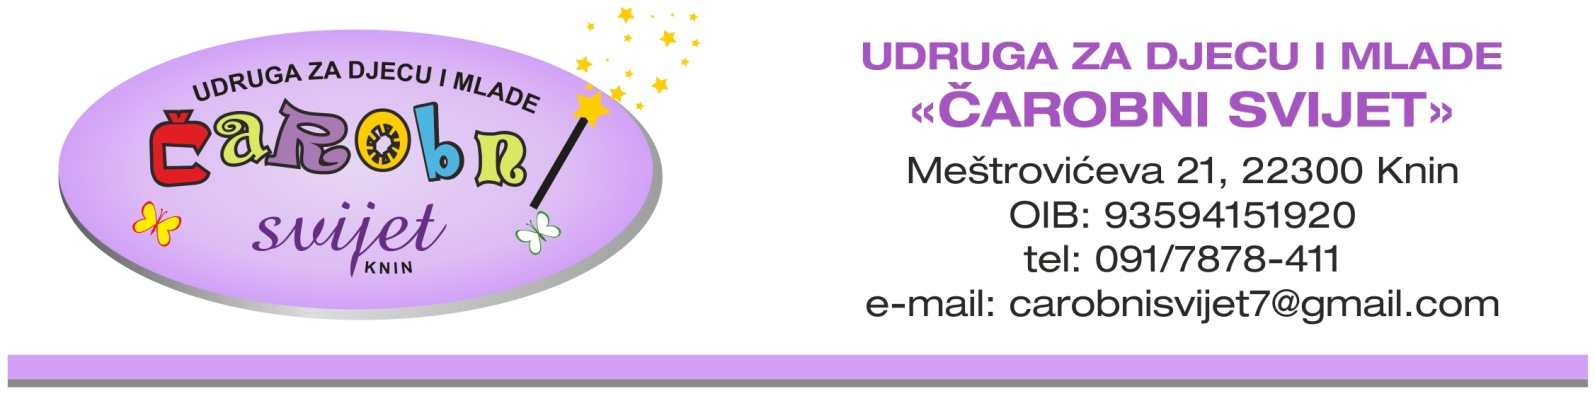 UDRUGA ZA DJECU I MLADE
čaRobn
svijet
KNIN
UDRUGA ZA DJECU I MLADE
«ČAROBNI SVIJET»
Meštrovićeva 21, 22300 Knin
OIB: 93594151920
tel: 091/7878-411
e-mail: carobnisvijet7@gmail.com